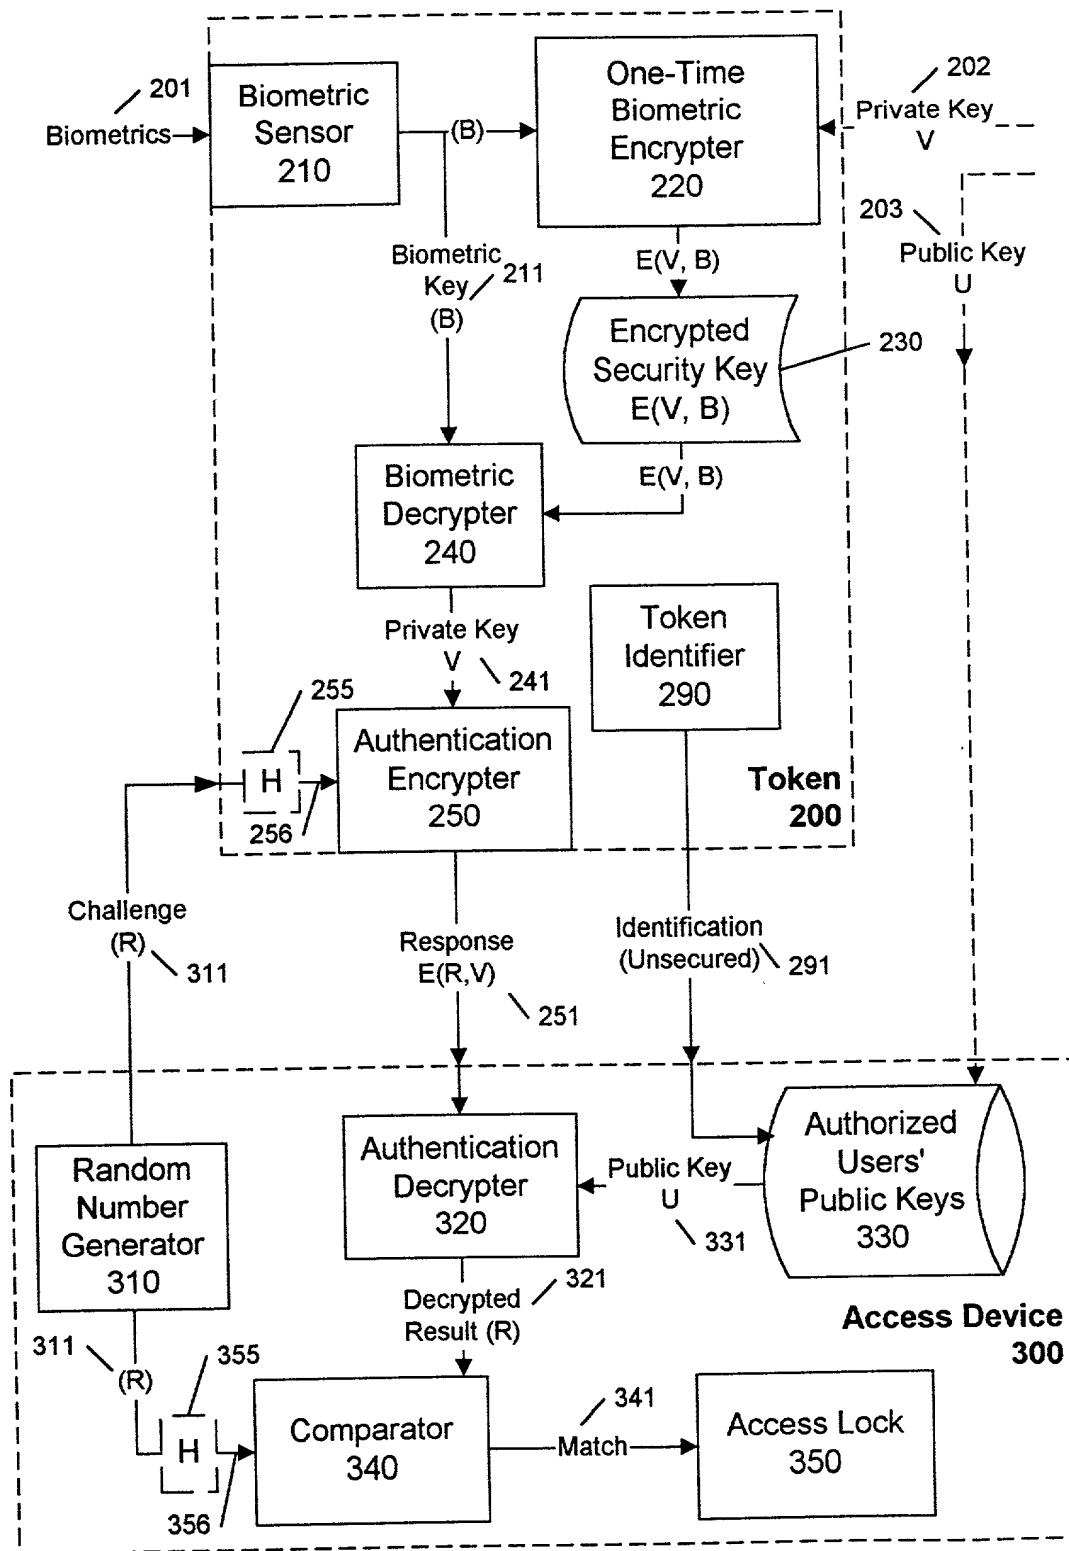 201
Biometrics
Biometric
Sensor
210
(B)
One-Time
Biometric
Encrypter
220
202
Private Key
V
203
Public Key
U
Biometric
Key
(B)
211
E(V, B)
Encrypted
Security Key
E(V, B)
230
E(V, B)
Biometric
Decrypter
240
Private Key
V
241
Token
Identifier
290
255
H
256
Authentication
Encrypter
250
Token
200
Challenge
(R)
311
Response
E(R,V)
251
Identification
(Unsecured)
291
Random
Number
Generator
310
Authentication
Decrypter
320
Public Key
U
331
Authorized
Users'
Public Keys
330
Decrypted
Result (R)
321
Access Device
300
311
(R)
355
H
356
Comparator
340
341
Match
Access Lock
350